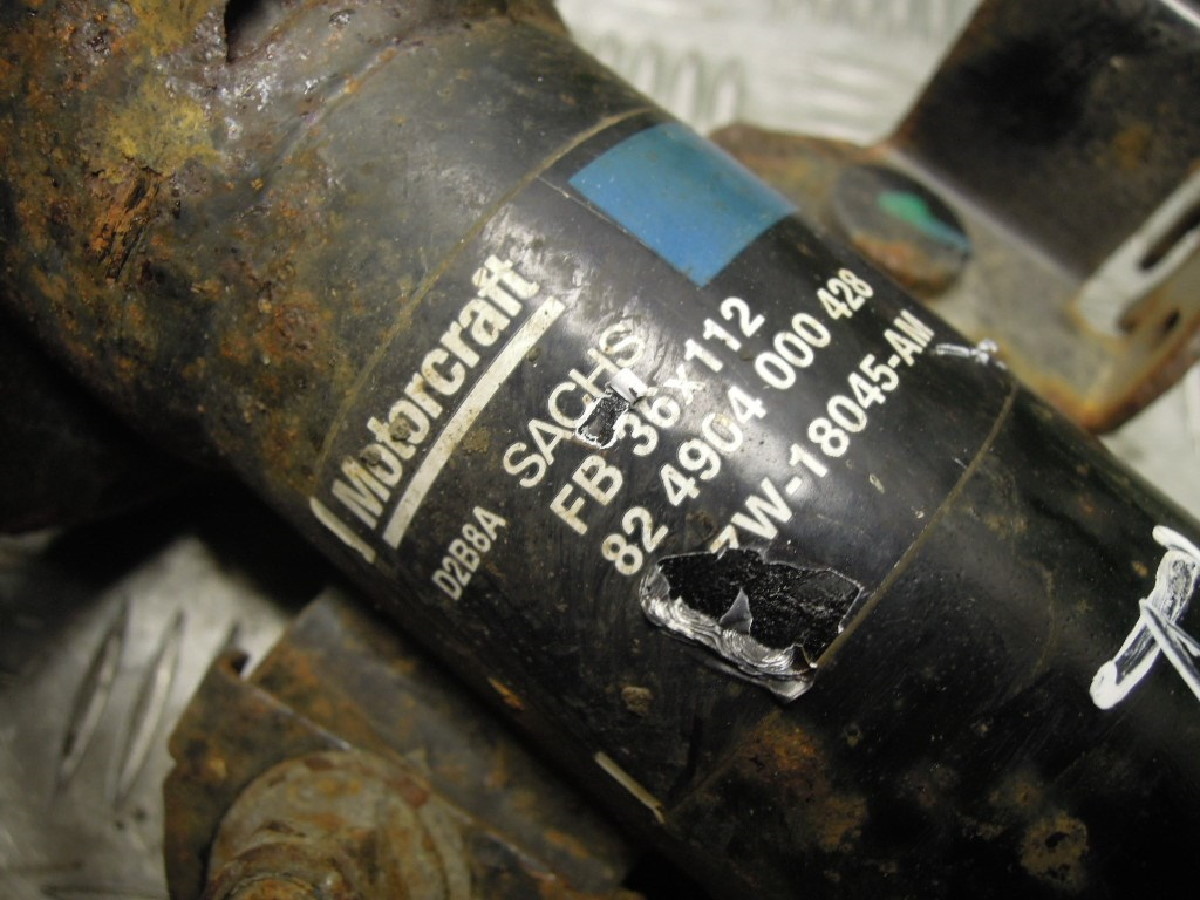 Motorcraft
D2B8A
SACHS
FB 36x112
82 4904 000 428
7W-18045-AM